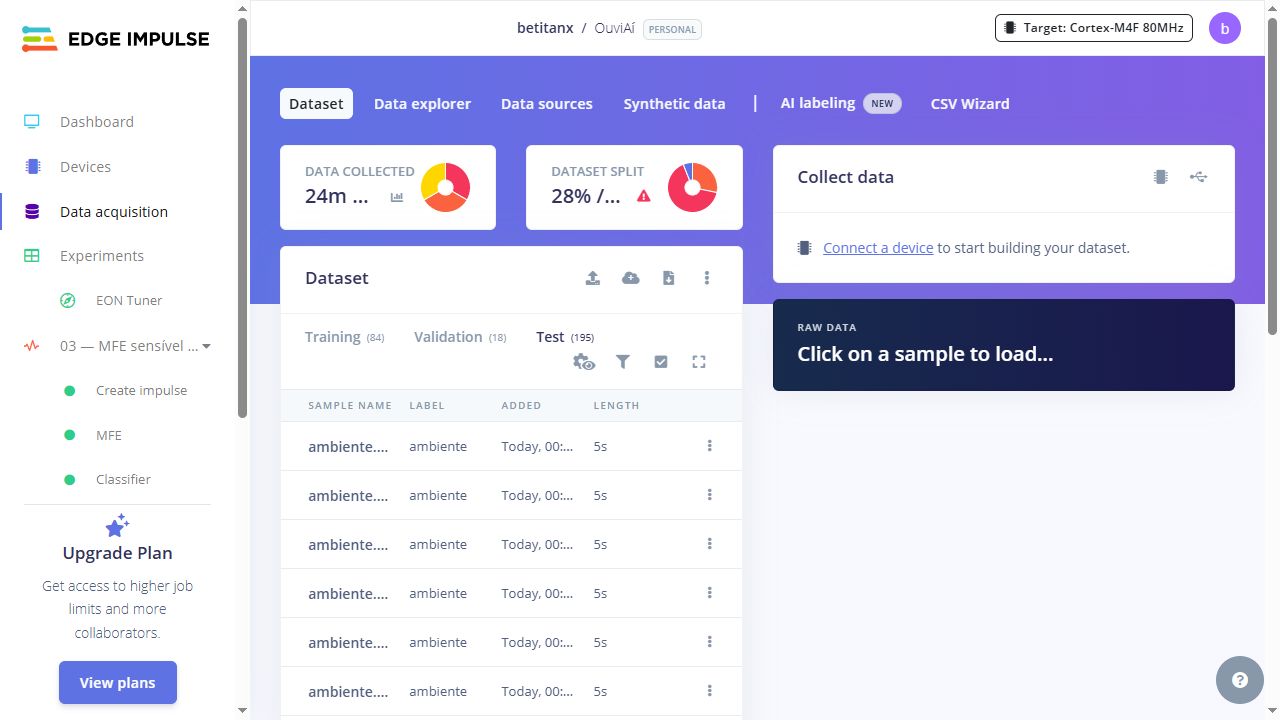 EDGE IMPULSE
Dashboard
Devices
Data acquisition
Experiments
EON Tuner
03 — MFE sensível ...
Create impulse
MFE
Classifier
Upgrade Plan
Get access to higher job
limits and more
collaborators.
View plans
betitanx / OuviAí PERSONAL
Target: Cortex-M4F 80MHz
b
Dataset Data explorer Data sources Synthetic data | AI labeling NEW CSV Wizard
DATA COLLECTED
24m ...
DATASET SPLIT
28% /...
Dataset
Training (84) Validation (18) Test (195)
SAMPLE NAME LABEL ADDED LENGTH
ambiente.... ambiente Today, 00:... 5s
ambiente.... ambiente Today, 00:... 5s
ambiente.... ambiente Today, 00:... 5s
ambiente.... ambiente Today, 00:... 5s
ambiente.... ambiente Today, 00:... 5s
ambiente.... ambiente Today, 00:... 5s
Collect data
Connect a device to start building your dataset.
RAW DATA
Click on a sample to load...
?